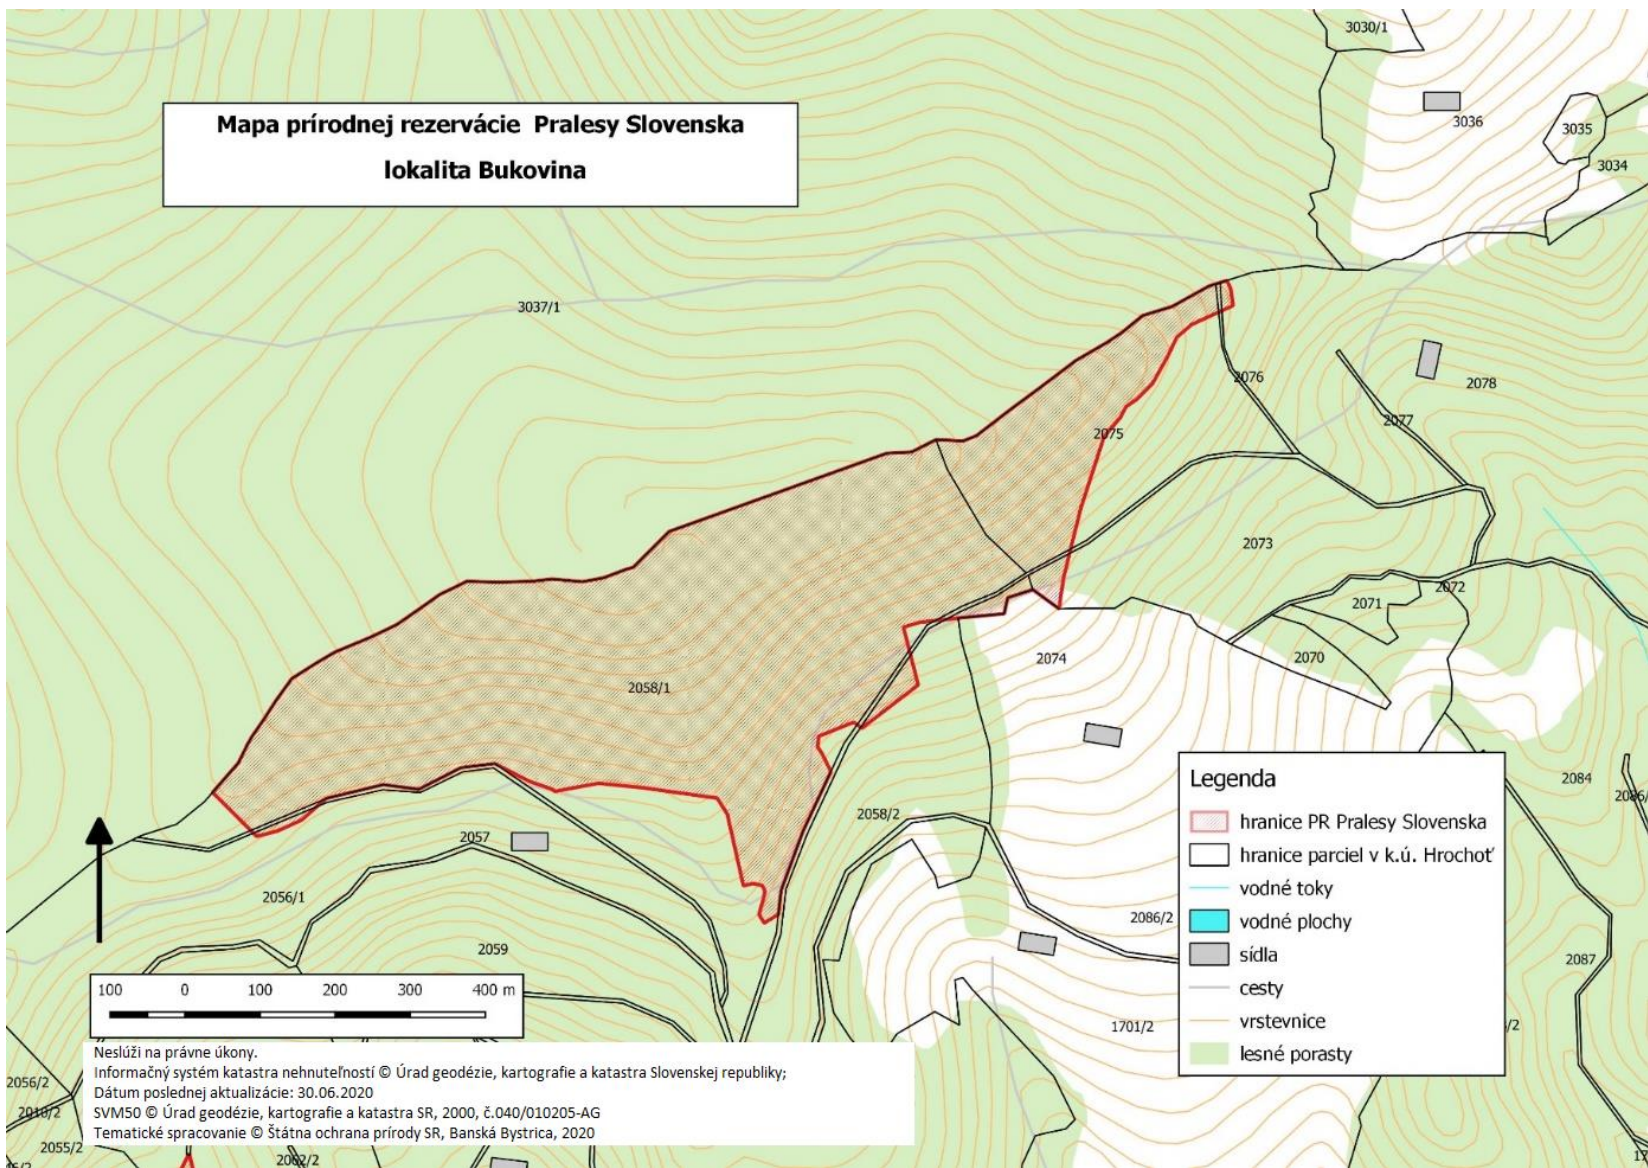 3030/1
3036
3035
3034
Mapa prírodnej rezervácie  Pralesy Slovenska
lokalita Bukovina
3037/1
2076
2078
2077
2075
2073
2072
2071
2074
2070
2058/1
Legenda
hranice PR Pralesy Slovenska
hranice parciel v k.ú. Hrochoť
vodné toky
vodné plochy
sídla
cesty
vrstevnice
lesné porasty
2084
2058/2
2057
2056/1
2086/2
2059
2087
1701/2
100 0 100 200 300 400 m
Neslúži na právne úkony.
Informačný systém katastra nehnuteľností © Úrad geodézie, kartografie a katastra Slovenskej republiky;
Dátum poslednej aktualizácie: 30.06.2020
SVM50 © Úrad geodézie, kartografie a katastra SR, 2000, č.040/010205-AG
Tematické spracovanie © Štátna ochrana prírody SR, Banská Bystrica, 2020
2056/2
2010/2
2055/2
2062/2